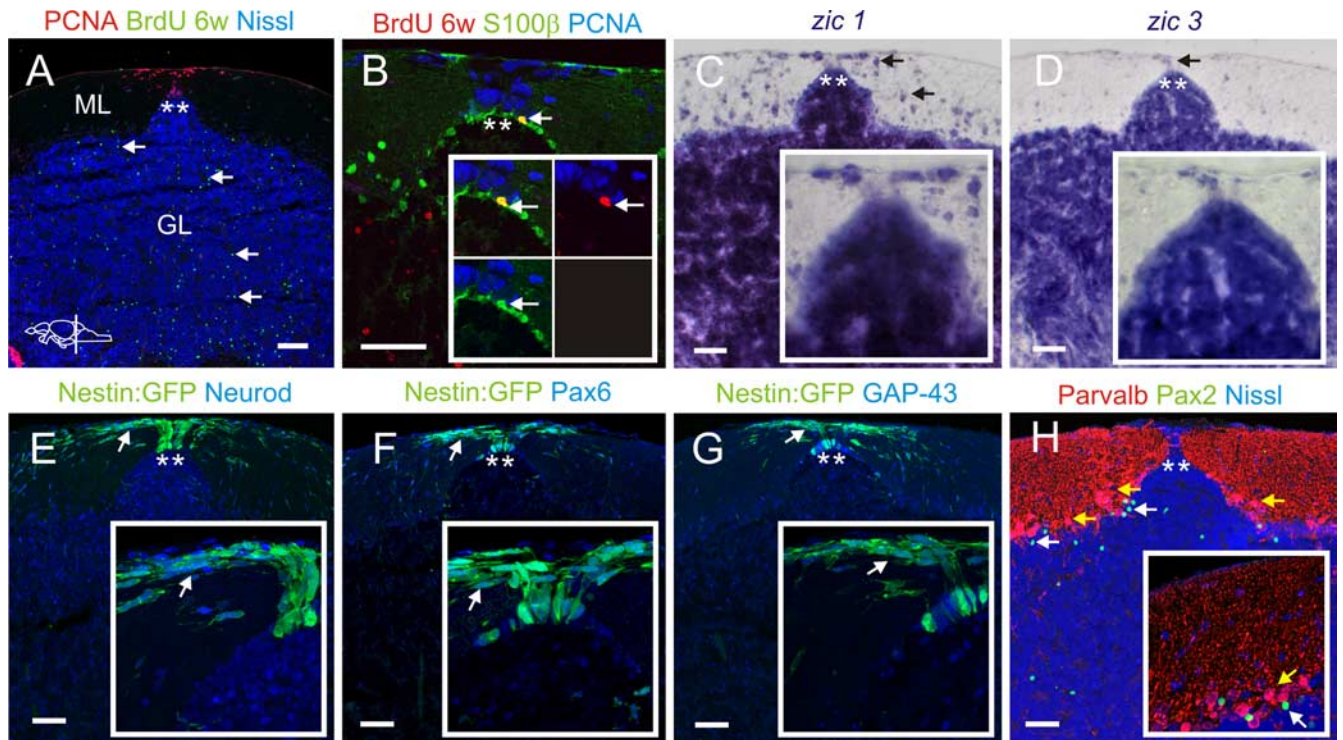 PCNA BrdU 6w Nissl
BrdU 6w S100β PCNA
zic 1
zic 3
A
ML
**
GL
B
**
C
**
D
**
Nestin:GFP Neurod
Nestin:GFP Pax6
Nestin:GFP GAP-43
Parvalb Pax2 Nissl
E
**
F
**
G
**
H
**